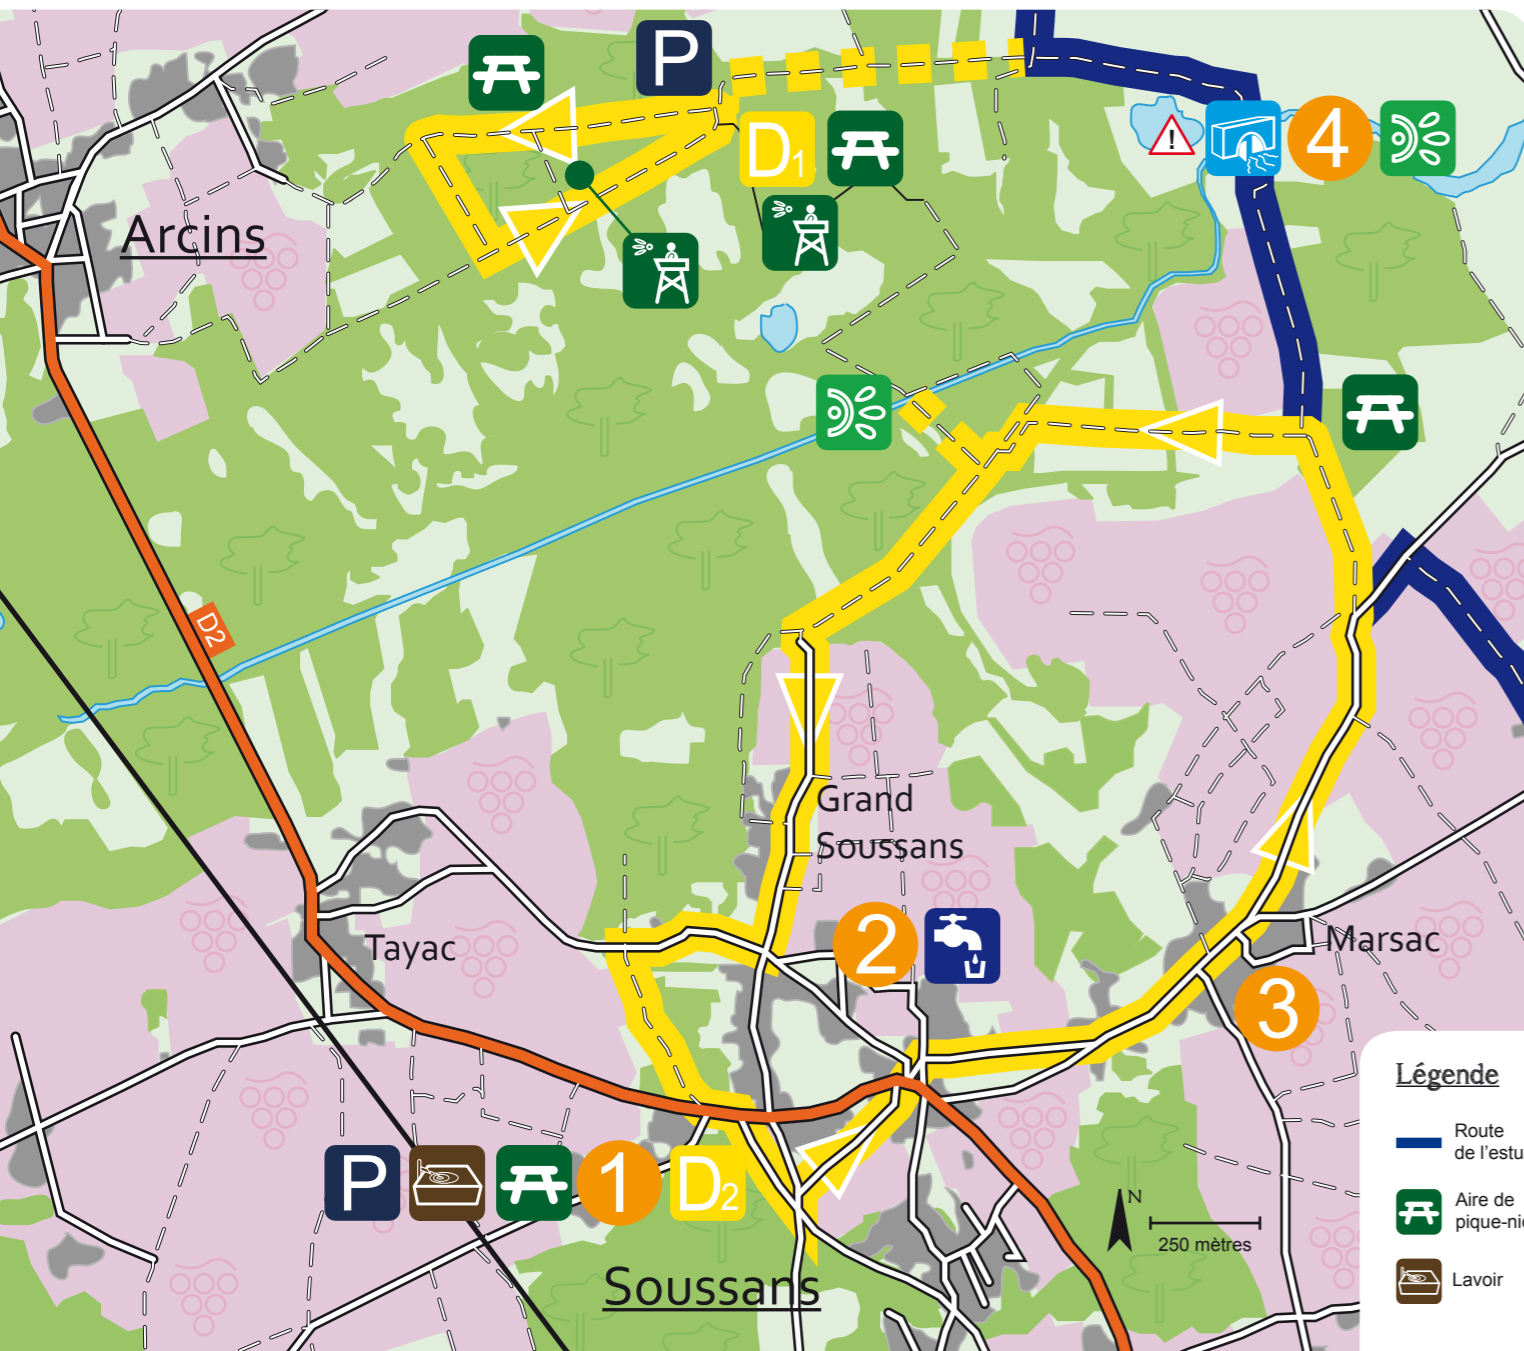 P
D1
!
4
Arcins
D2
Grand
Soussans
2
Tayac
Marsac
3
P
1
D2
N
250 mètres
Soussans
Légende
Route
de l'estu
Aire de
pique-ni
Lavoir